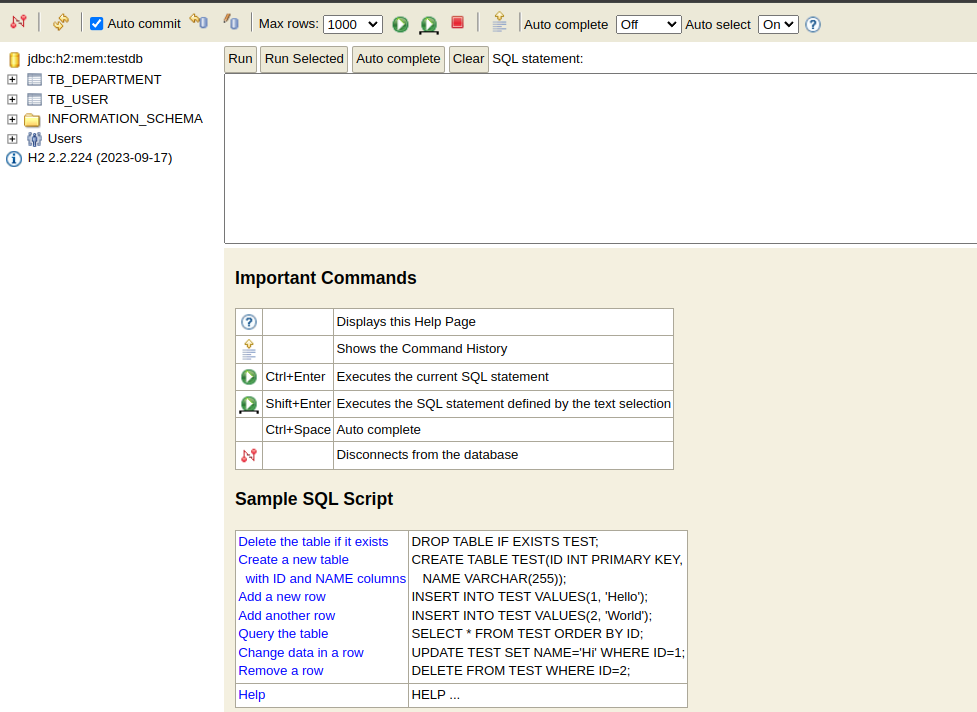 Auto commit Max rows: 1000 Auto complete Off Auto select On
jdbc:h2:mem:testdb
TB_DEPARTMENT
TB_USER
INFORMATION_SCHEMA
Users
H2 2.2.224 (2023-09-17)
Run Run Selected Auto complete Clear SQL statement:
Important Commands
Displays this Help Page
Shows the Command History
Ctrl+Enter Executes the current SQL statement
Shift+Enter Executes the SQL statement defined by the text selection
Ctrl+Space Auto complete
Disconnects from the database
Sample SQL Script
Delete the table if it exists DROP TABLE IF EXISTS TEST;
Create a new table CREATE TABLE TEST(ID INT PRIMARY KEY,
with ID and NAME columns NAME VARCHAR(255));
Add a new row INSERT INTO TEST VALUES(1, 'Hello');
Add another row INSERT INTO TEST VALUES(2, 'World');
Query the table SELECT * FROM TEST ORDER BY ID;
Change data in a row UPDATE TEST SET NAME='Hi' WHERE ID=1;
Remove a row DELETE FROM TEST WHERE ID=2;
Help HELP ...